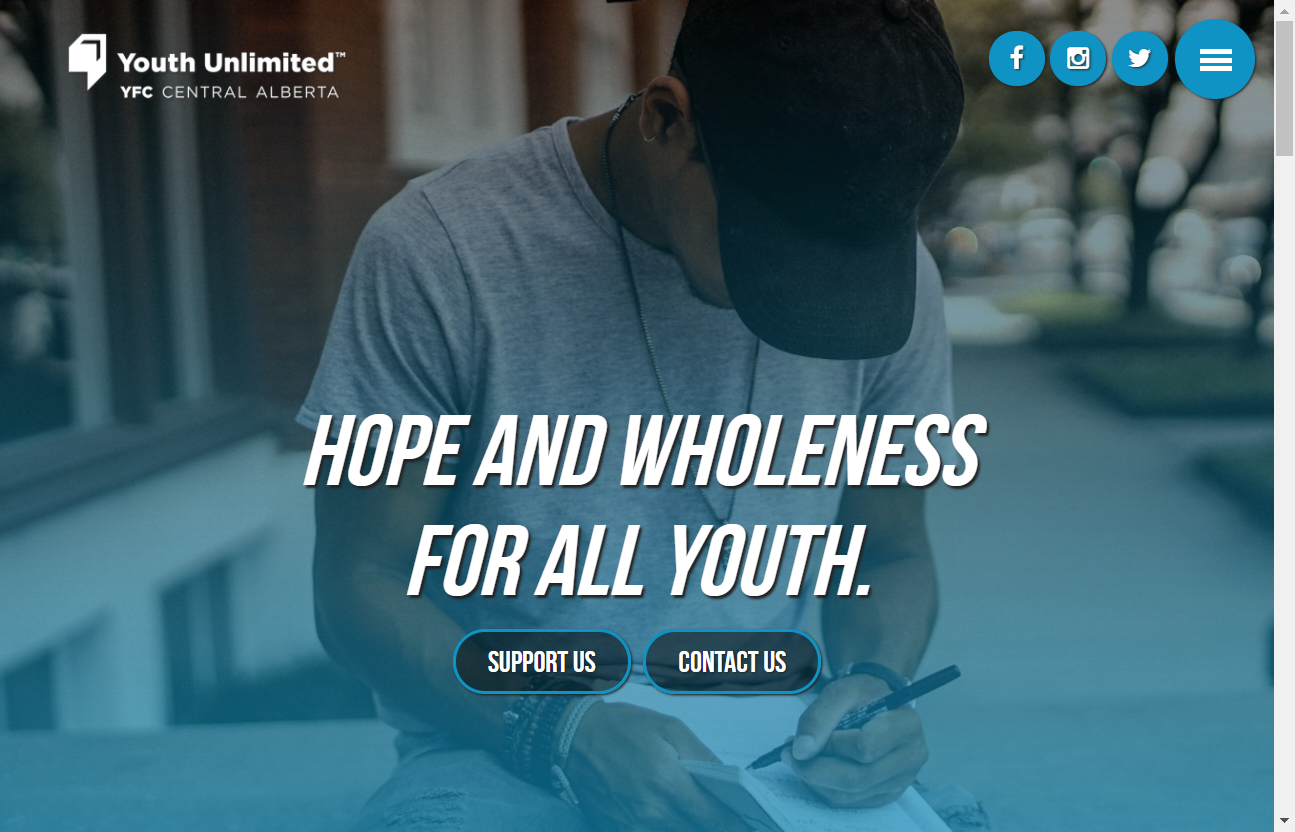 Youth Unlimited™
YFC CENTRAL ALBERTA
HOPE AND WHOLENESS
FOR ALL YOUTH.
SUPPORT US
CONTACT US